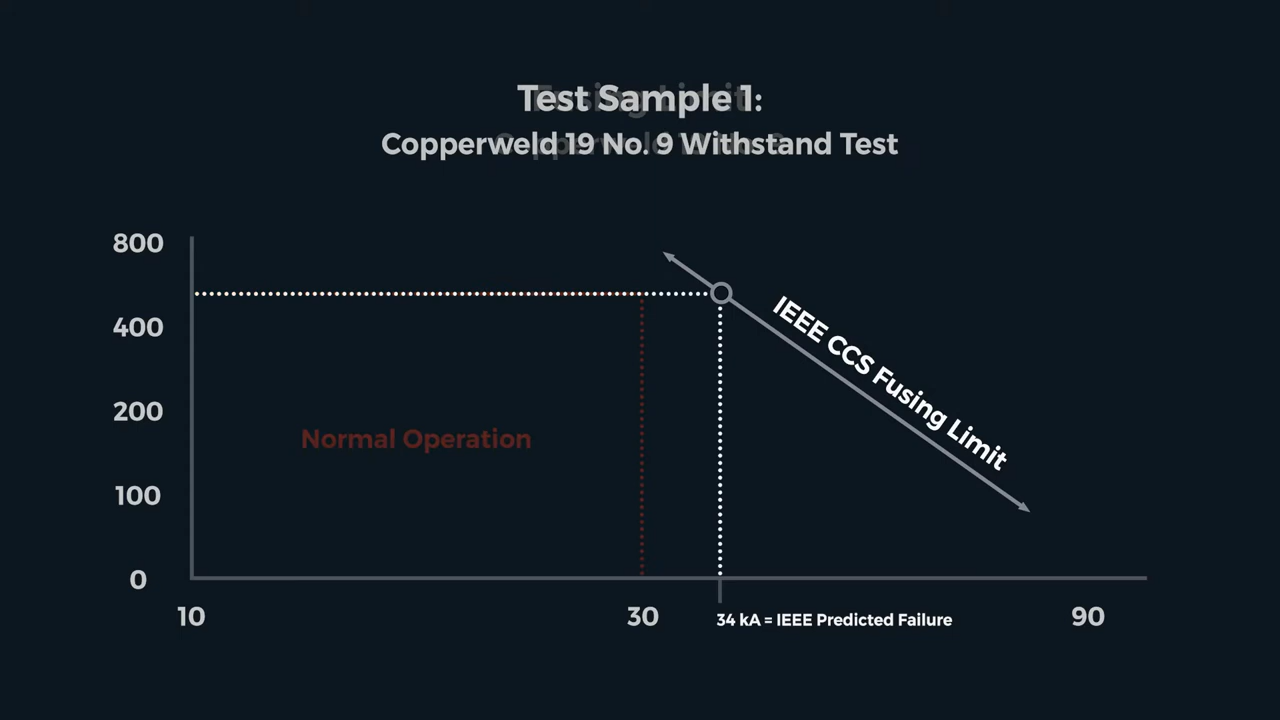 Test Sample 1:
Copperweld 19 No. 9 Withstand Test
800
400
IEEE CCS Fusing Limit
200
Normal Operation
100
0
10
30
34 kA = IEEE Predicted Failure
90